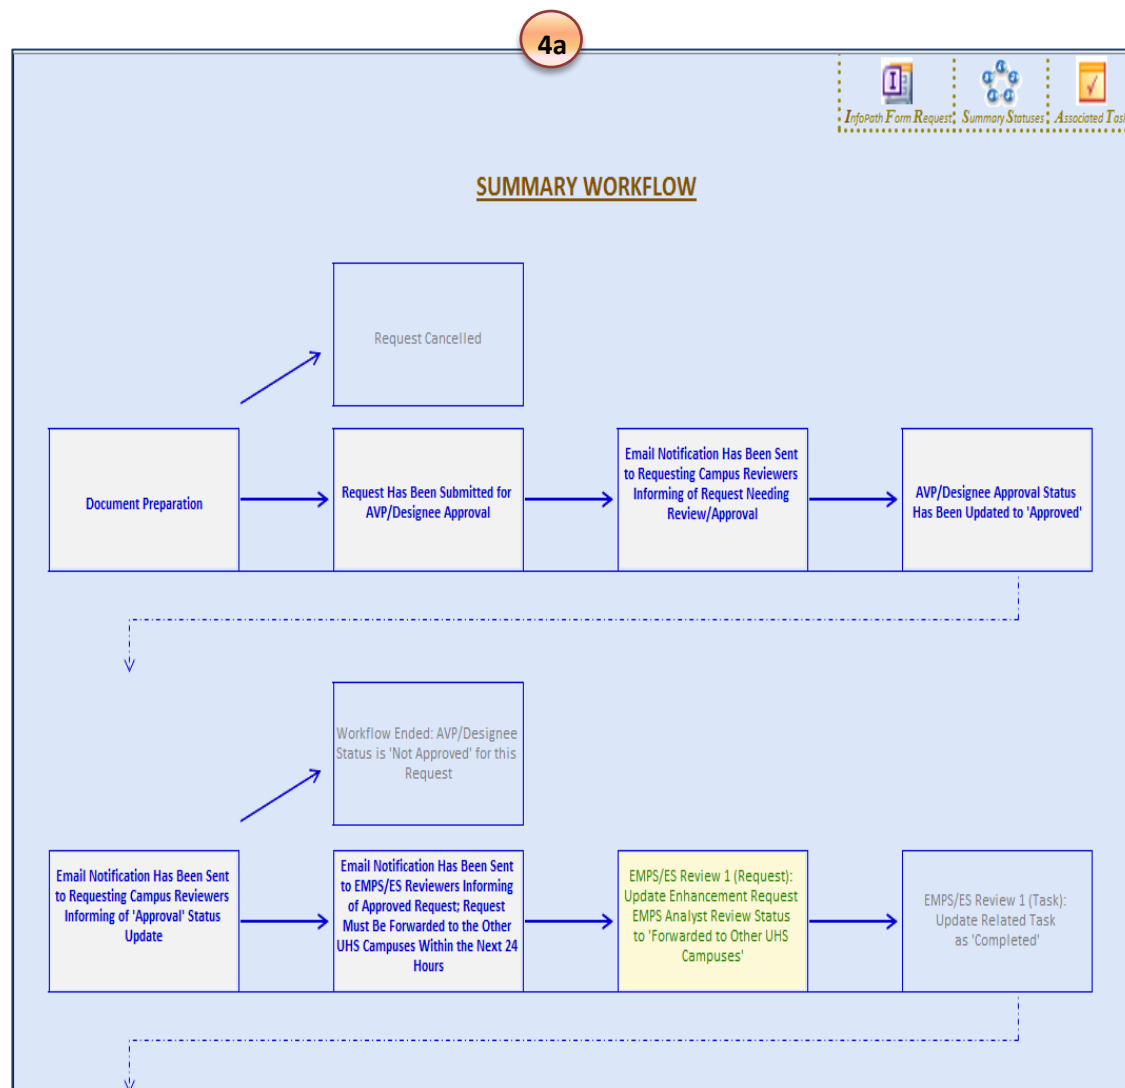 4a
InfoPath Form Request
Summary Statuses
Associated Task
SUMMARY WORKFLOW
Request Cancelled
Document Preparation
Request Has Been Submitted for
AVP/Designee Approval
Email Notification Has Been Sent
to Requesting Campus Reviewers
Informing of Request Needing
Review/Approval
AVP/Designee Approval Status
Has Been Updated to 'Approved'
Workflow Ended: AVP/Designee
Status is 'Not Approved' for this
Request
Email Notification Has Been Sent
to Requesting Campus Reviewers
Informing of 'Approval' Status
Update
Email Notification Has Been Sent
to EMPS/ES Reviewers Informing
of Approved Request; Request
Must Be Forwarded to the Other
UHS Campuses Within the Next 24
Hours
EMPS/ES Review 1 (Request):
Update Enhancement Request
EMPS Analyst Review Status
to 'Forwarded to Other UHS
Campuses'
EMPS/ES Review 1 (Task):
Update Related Task
as 'Completed'